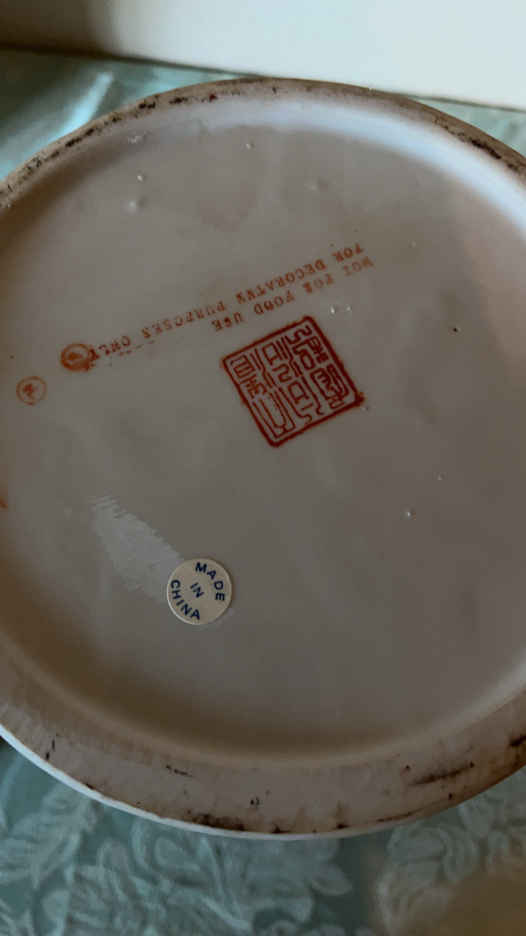 NOT FOR FOOD USE
FOR DECORATIVE PURPOSES ONLY
MADE
IN
CHINA